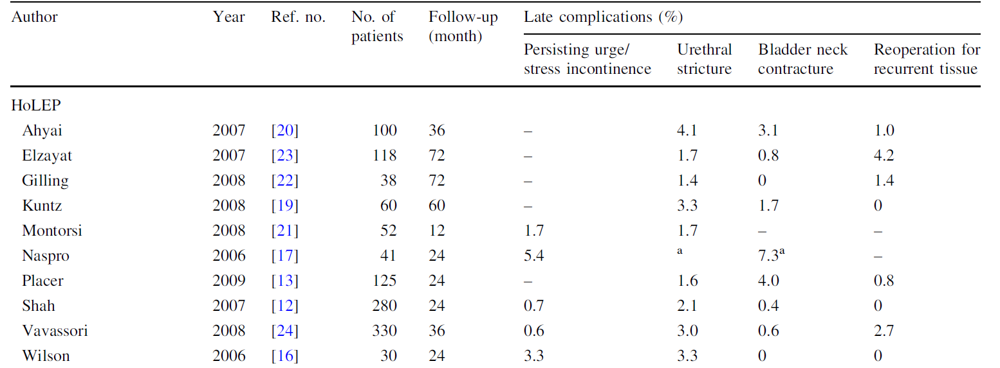 Author Year Ref. no. No. of patients Follow-up (month) Late complications (%)
Persisting urge/ stress incontinence Urethral stricture Bladder neck contracture Reoperation for recurrent tissue
HoLEP
Ahyai 2007 [20] 100 36 – 4.1 3.1 1.0
Elzayat 2007 [23] 118 72 – 1.7 0.8 4.2
Gilling 2008 [22] 38 72 – 1.4 0 1.4
Kuntz 2008 [19] 60 60 – 3.3 1.7 0
Montorsi 2008 [21] 52 12 1.7 1.7 – –
Naspro 2006 [17] 41 24 5.4 a 7.3a –
Placer 2009 [13] 125 24 – 1.6 4.0 0.8
Shah 2007 [12] 280 24 0.7 2.1 0.4 0
Vavassori 2008 [24] 330 36 0.6 3.0 0.6 2.7
Wilson 2006 [16] 30 24 3.3 3.3 0 0